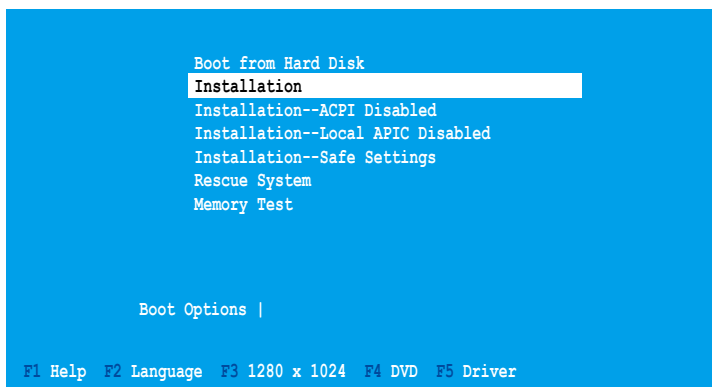 Boot from Hard Disk
Installation
Installation--ACPI Disabled
Installation--Local APIC Disabled
Installation--Safe Settings
Rescue System
Memory Test
Boot Options |
F1 Help F2 Language F3 1280 x 1024 F4 DVD F5 Driver